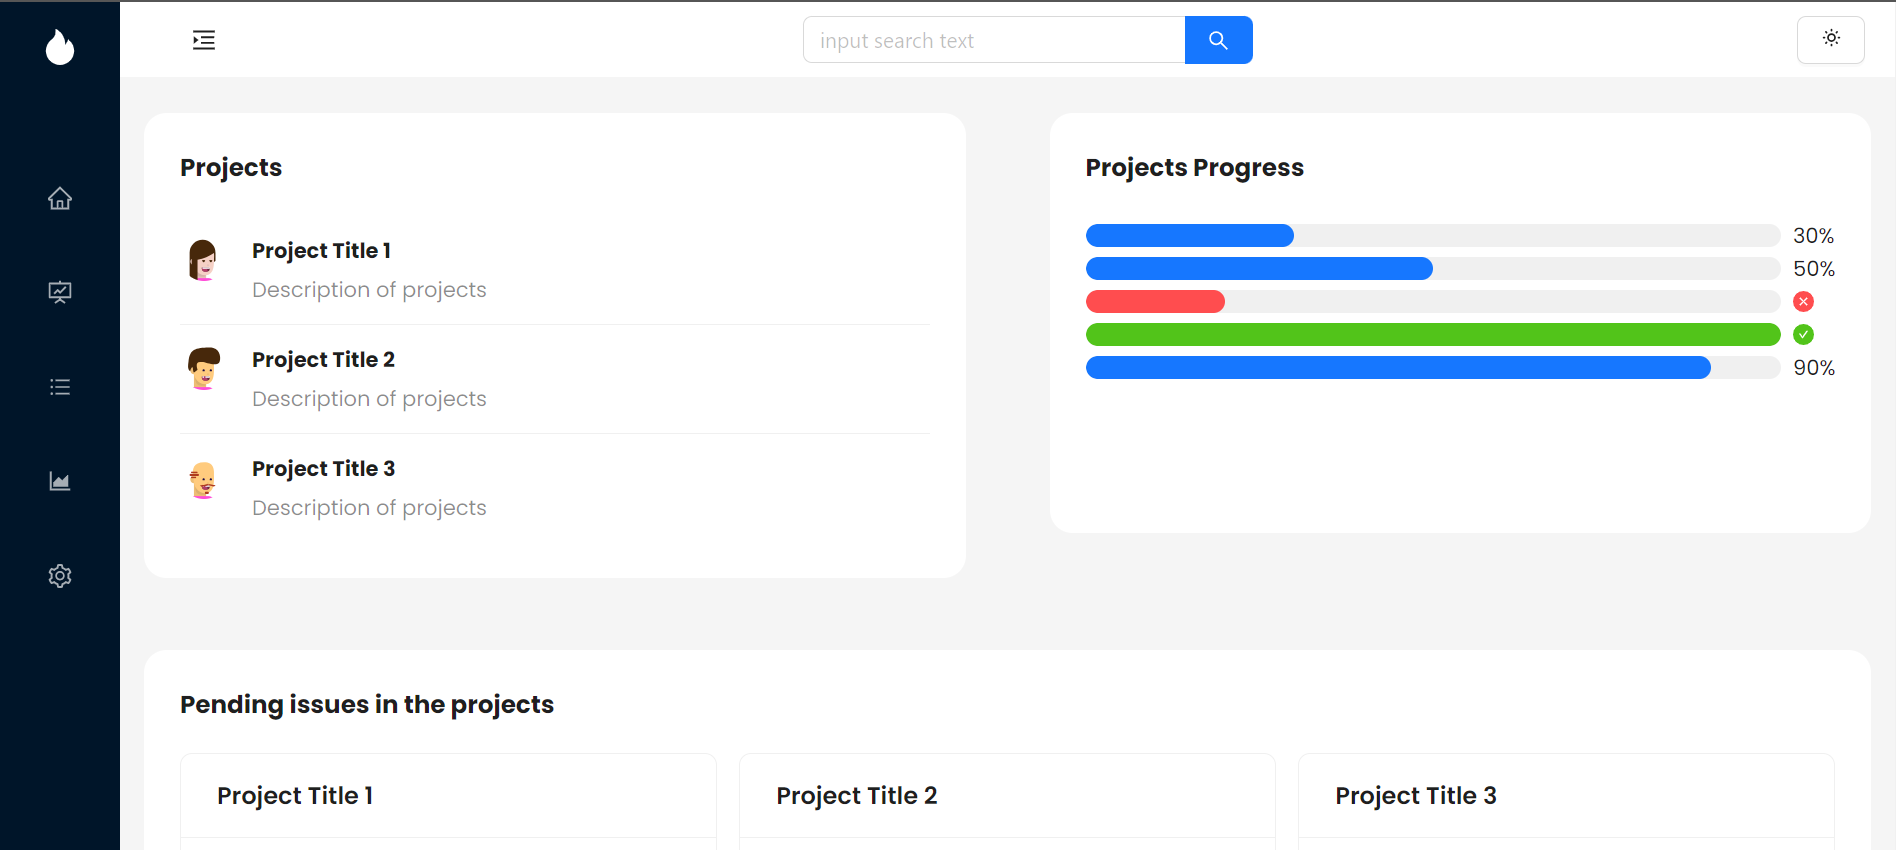 input search text
Projects
Project Title 1
Description of projects
Project Title 2
Description of projects
Project Title 3
Description of projects
Projects Progress
30%
50%
90%
Pending issues in the projects
Project Title 1
Project Title 2
Project Title 3